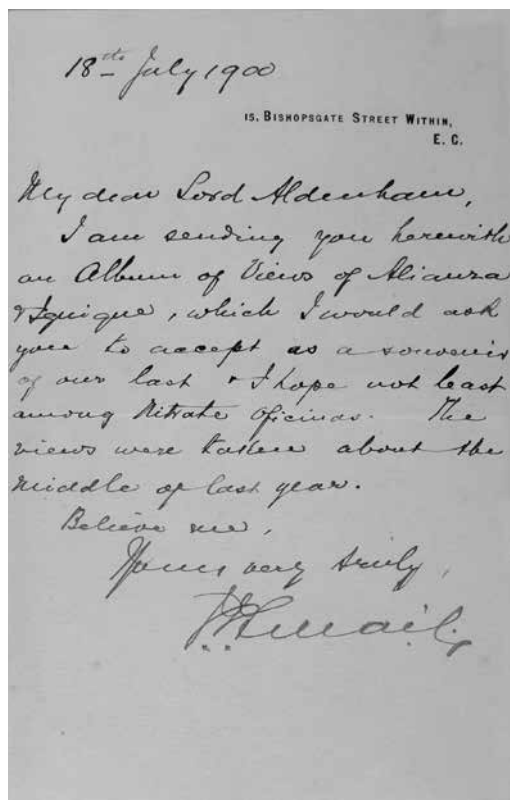 18th July 1900
15, BISHOPSGATE STREET WITHIN,
E. C.
My dear Lord Aldenham,
I am sending you herewith
an Album of Views of Alianza
& Iquique, which I would ask
you to accept as a souvenir
of our last & I hope not least
among Nitrate Oficinas. The
views were taken about the
middle of last year.
Believe me,
Yours very truly,